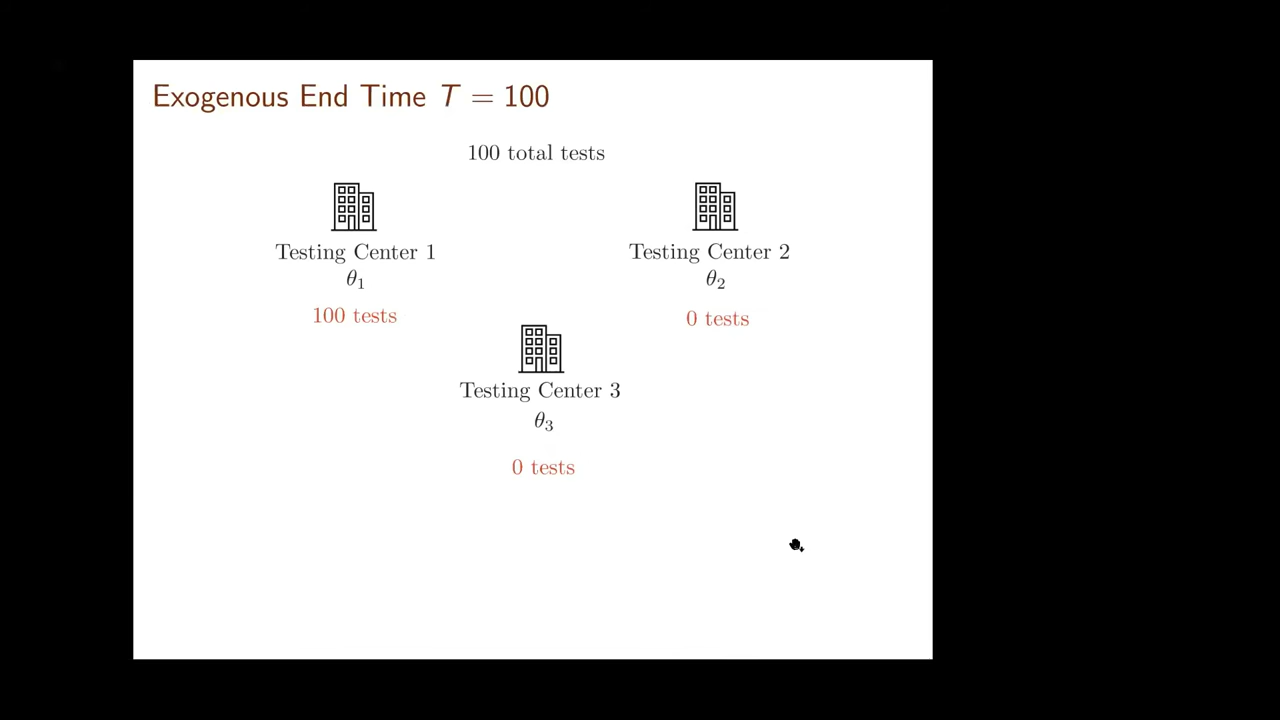 Exogenous End Time T = 100
100 total tests
Testing Center 1
θ₁
100 tests
Testing Center 2
θ₂
0 tests
Testing Center 3
θ₃
0 tests